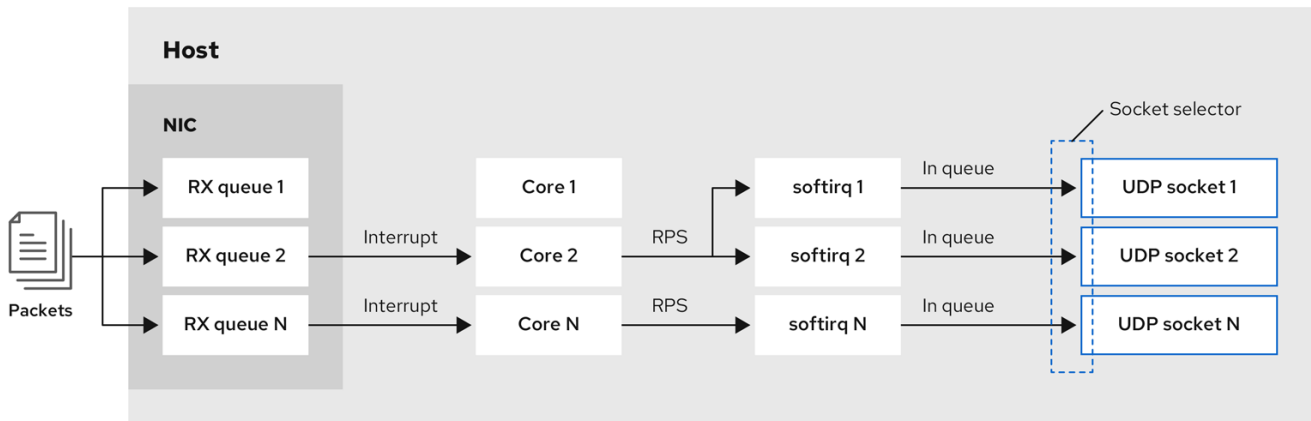 Host
Socket selector
NIC
RX queue 1
Core 1
softirq 1
In queue
UDP socket 1
RX queue 2
Interrupt
Core 2
RPS
softirq 2
In queue
UDP socket 2
Packets
RX queue N
Interrupt
Core N
RPS
softirq N
In queue
UDP socket N